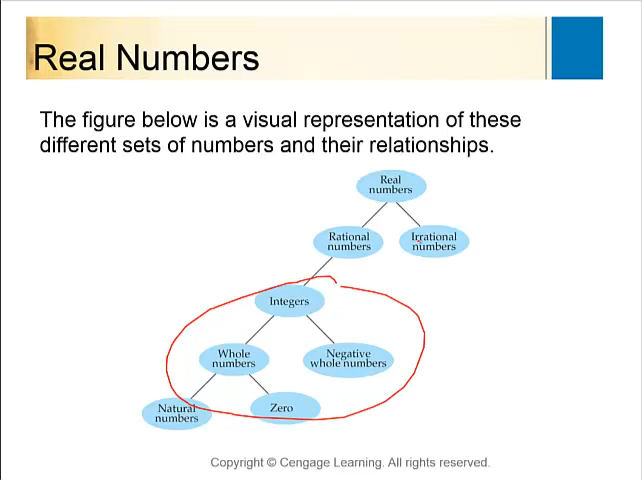 Real Numbers
The figure below is a visual representation of these
different sets of numbers and their relationships.
Real
numbers
Rational
numbers
Irrational
numbers
Integers
Whole
numbers
Negative
whole numbers
Natural
numbers
Zero
Copyright © Cengage Learning. All rights reserved.